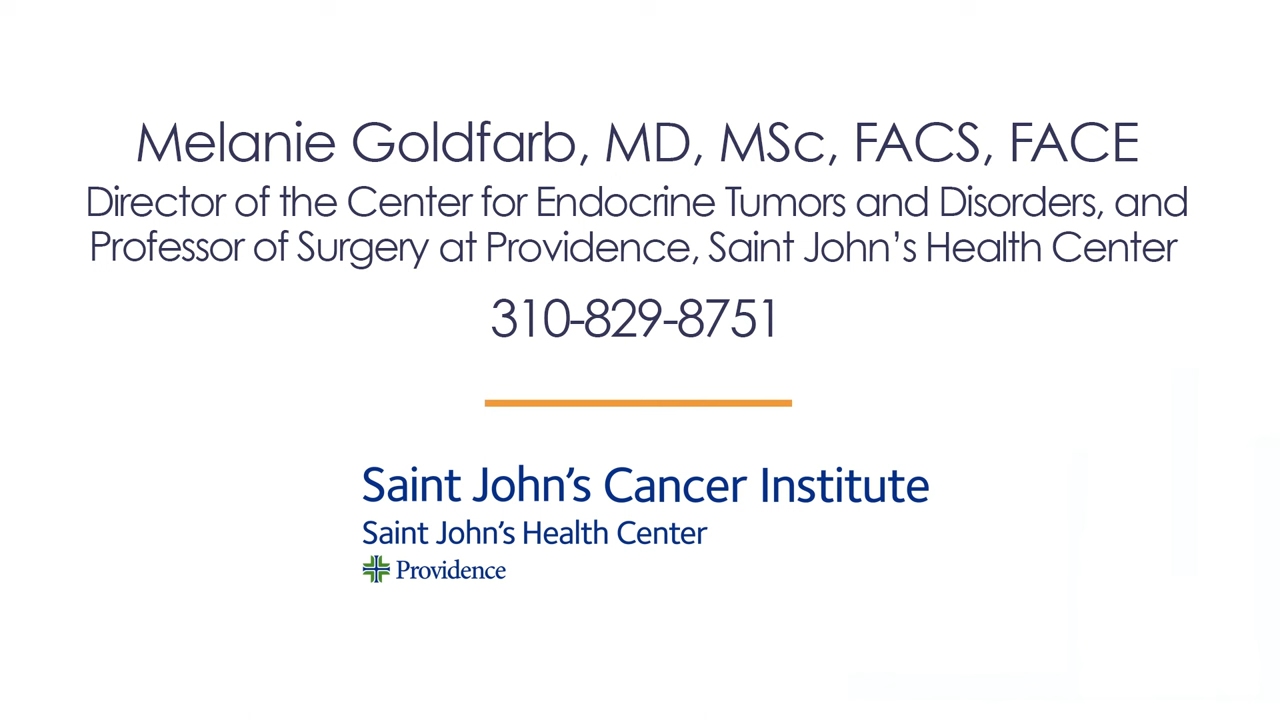 Melanie Goldfarb, MD, MSc, FACS, FACE
Director of the Center for Endocrine Tumors and Disorders, and
Professor of Surgery at Providence, Saint John’s Health Center
310-829-8751
Saint John’s Cancer Institute
Saint John’s Health Center
Providence